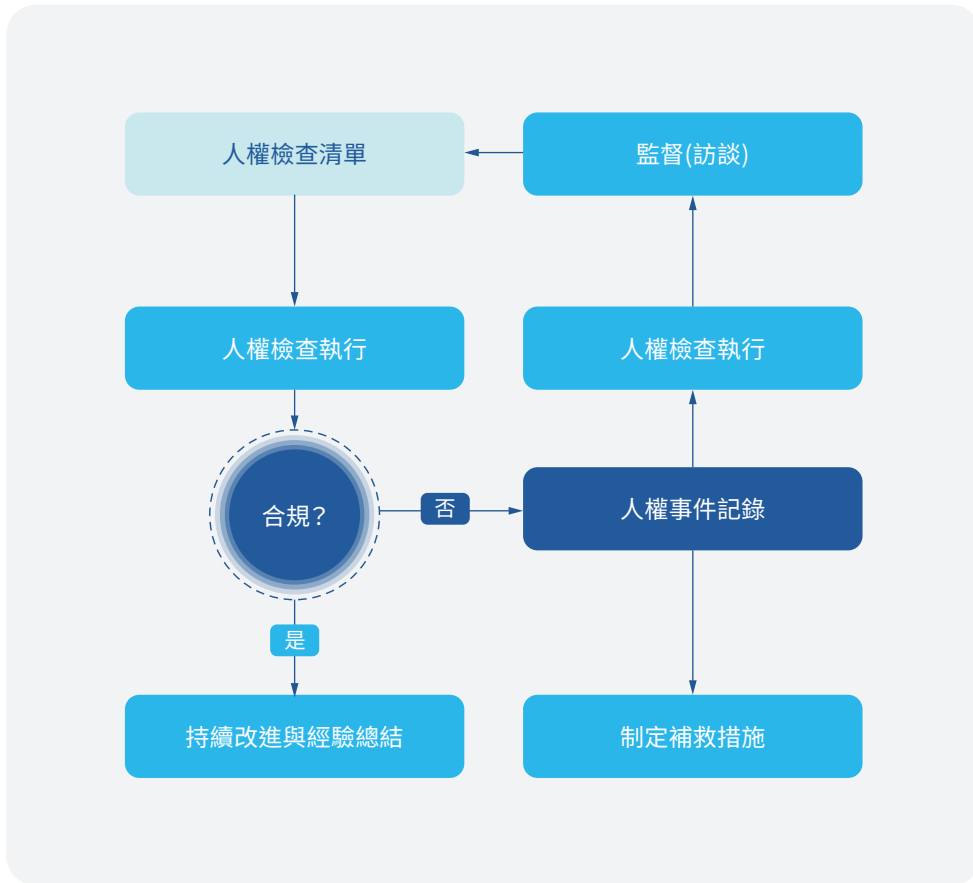 人權檢查清單
監督(訪談)
人權檢查執行
人權檢查執行
合規？
否
人權事件記錄
是
持續改進與經驗總結
制定補救措施